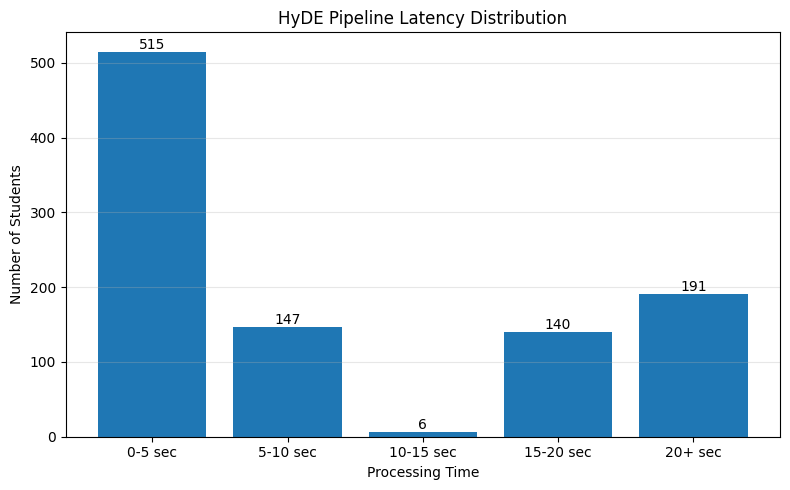 HyDE Pipeline Latency Distribution
515
147
6
140
191
500
400
300
200
100
0
Number of Students
0-5 sec
5-10 sec
10-15 sec
15-20 sec
20+ sec
Processing Time